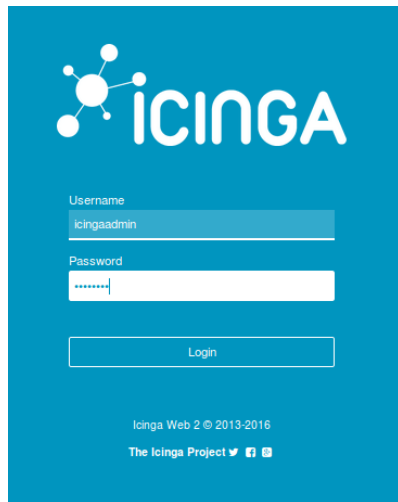 ICINGA
Username
icingaadmin
Password
••••••••
Login
Icinga Web 2 © 2013-2016
The Icinga Project